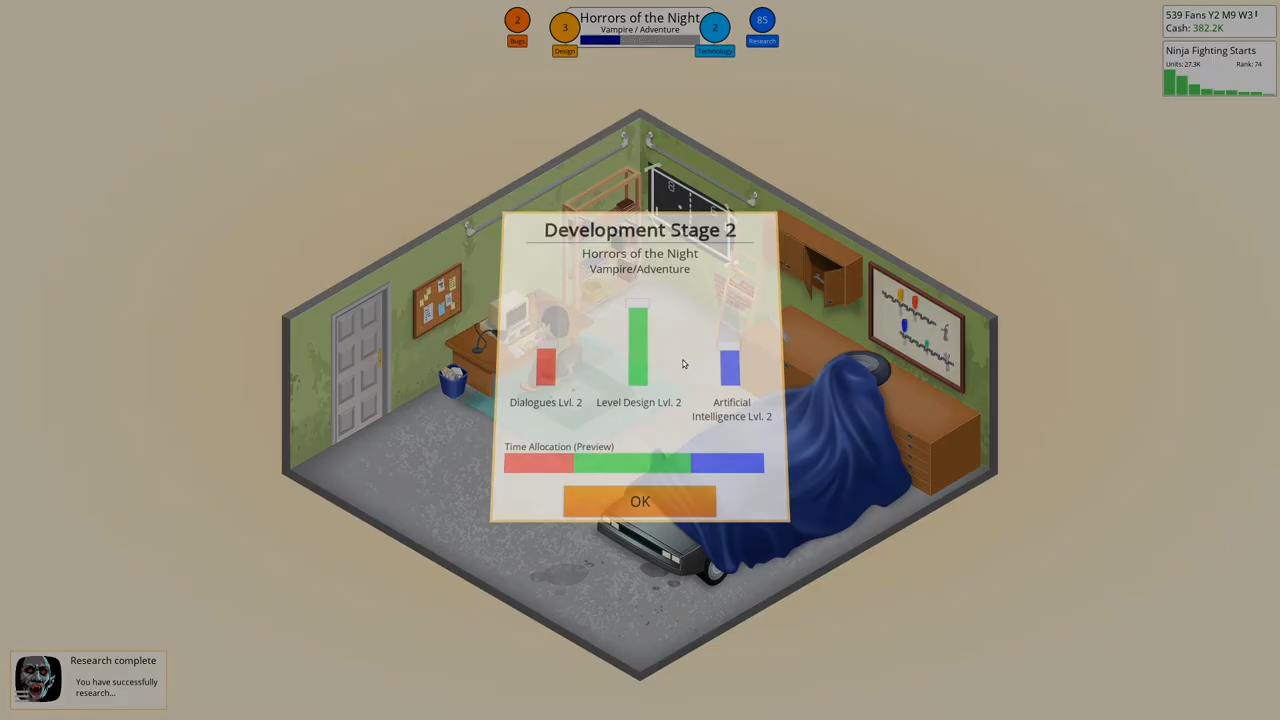 2
Bugs
3
Design
Horrors of the Night
Vampire / Adventure
2
Technology
85
Research
539 Fans Y2 M9 W3
Cash: 382.2K
Ninja Fighting Starts
Units: 27.3K
Rank: 74
Development Stage 2
Horrors of the Night
Vampire/Adventure
Dialogues Lvl. 2
Level Design Lvl. 2
Artificial
Intelligence Lvl. 2
Time Allocation (Preview)
OK
Research complete
You have successfully
research...